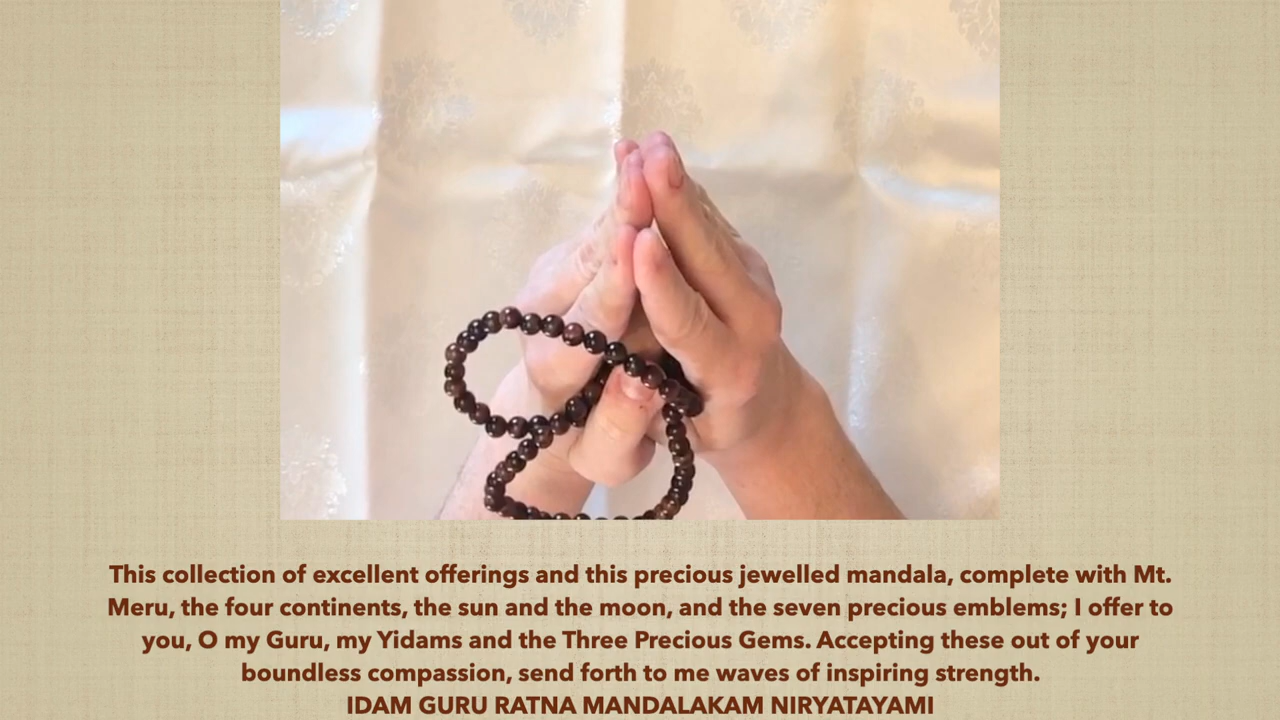 This collection of excellent offerings and this precious jewelled mandala, complete with Mt.
Meru, the four continents, the sun and the moon, and the seven precious emblems; I offer to
you, O my Guru, my Yidams and the Three Precious Gems. Accepting these out of your
boundless compassion, send forth to me waves of inspiring strength.
IDAM GURU RATNA MANDALAKAM NIRYATAYAMI